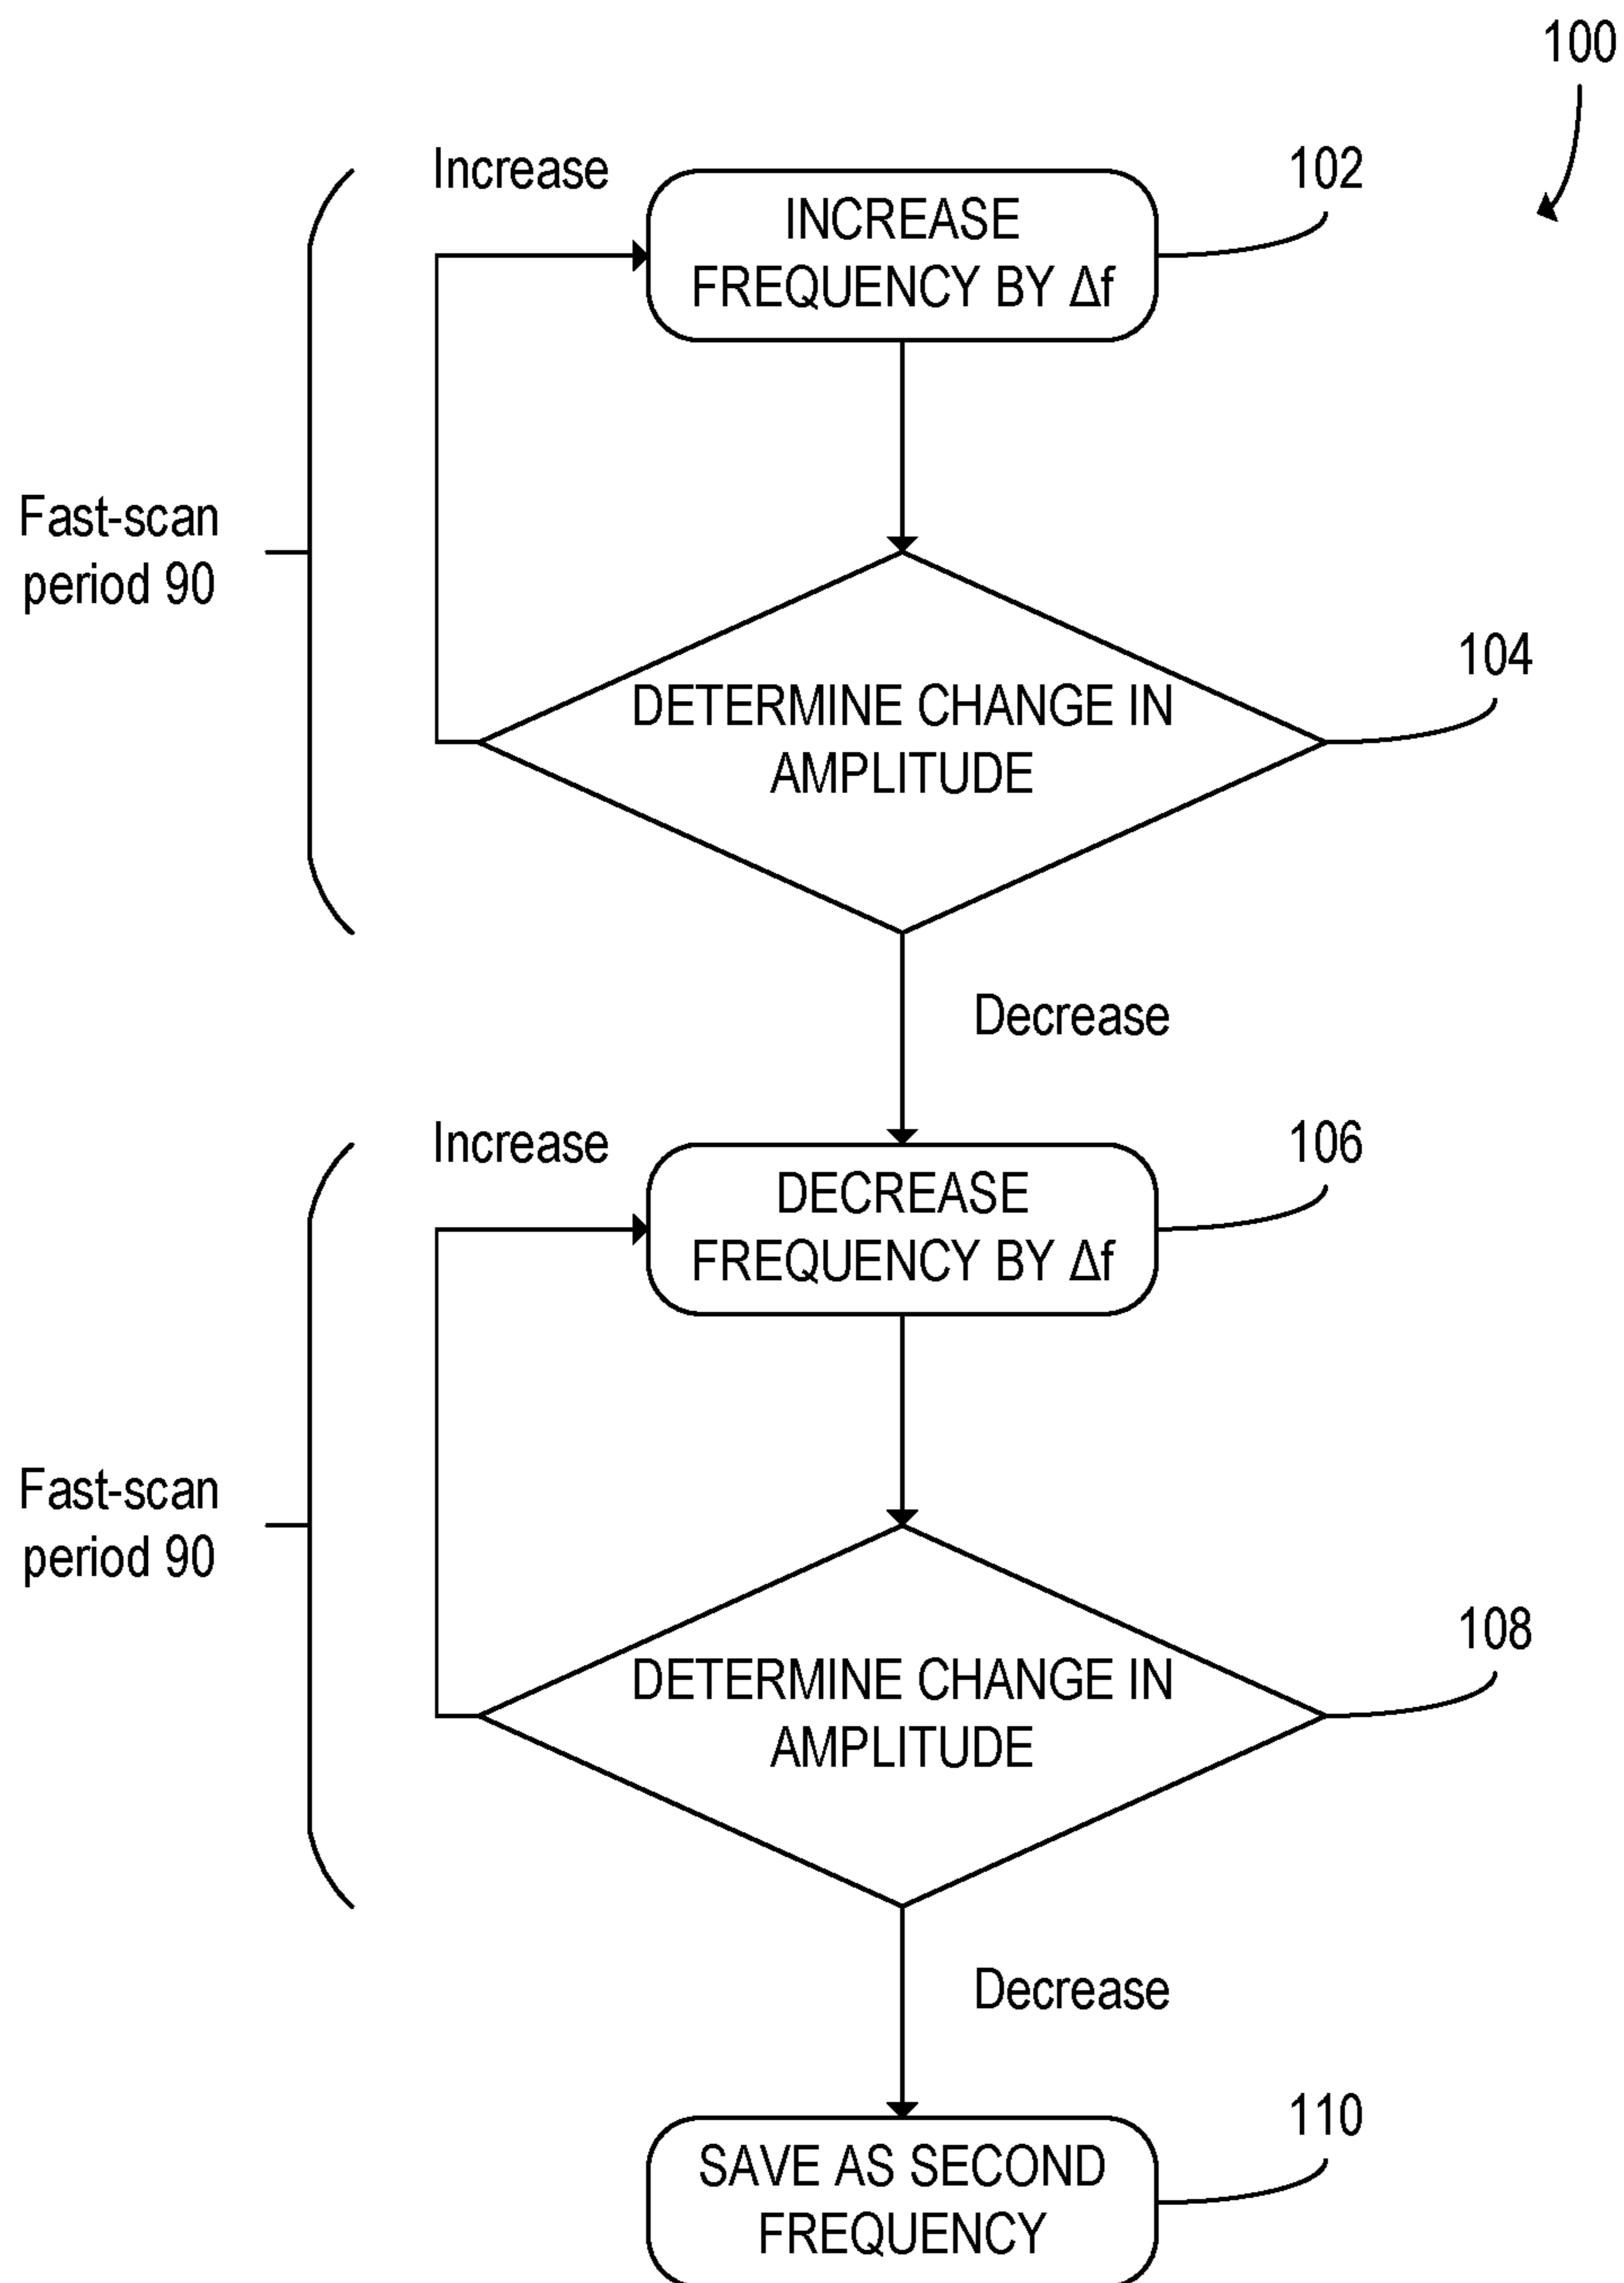 100
Increase
102
INCREASE
FREQUENCY BY Δf
Fast-scan
period 90
104
DETERMINE CHANGE IN
AMPLITUDE
Decrease
Increase
106
DECREASE
FREQUENCY BY Δf
Fast-scan
period 90
108
DETERMINE CHANGE IN
AMPLITUDE
Decrease
110
SAVE AS SECOND
FREQUENCY